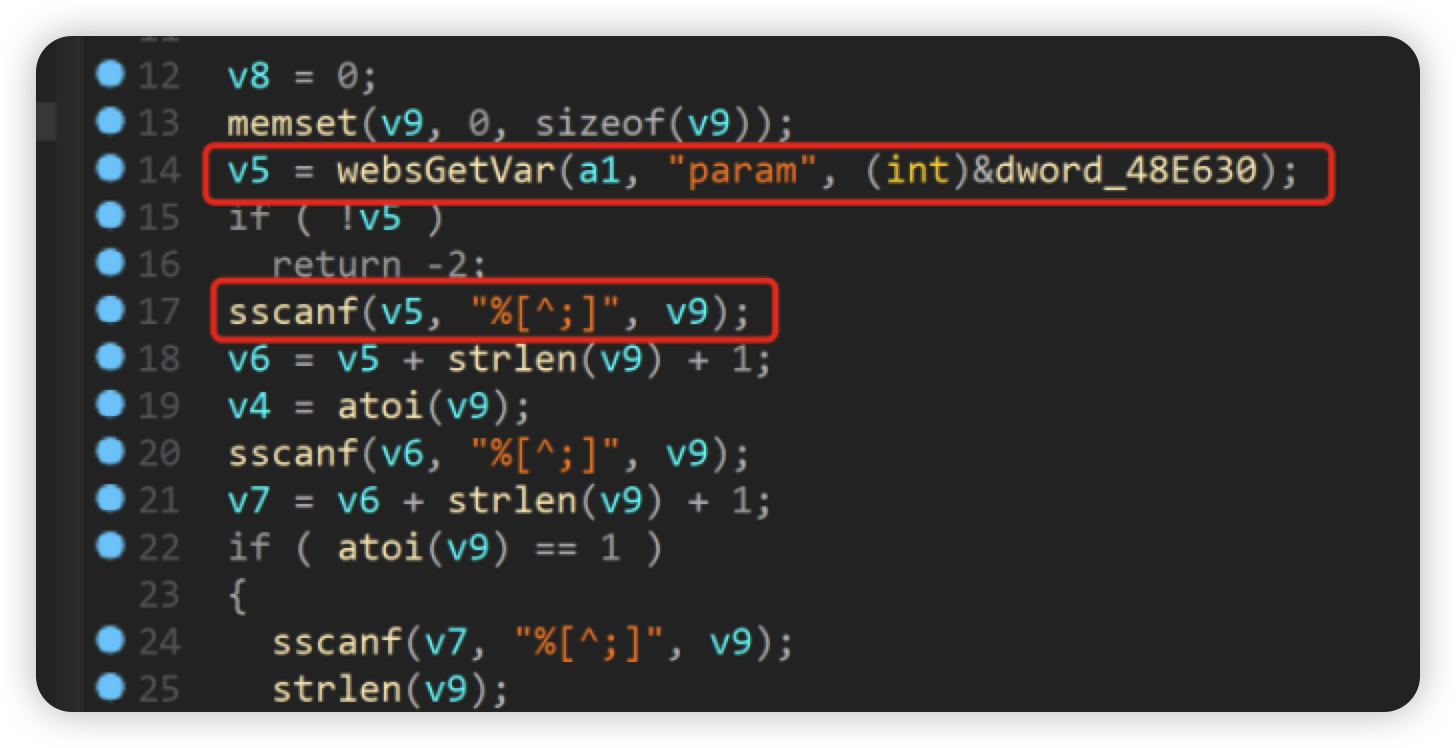 12 v8 = 0;
13 memset(v9, 0, sizeof(v9));
14 v5 = websGetVar(a1, "param", (int)&dword_48E630);
15 if ( !v5 )
16 return -2;
17 sscanf(v5, "%[^;]", v9);
18 v6 = v5 + strlen(v9) + 1;
19 v4 = atoi(v9);
20 sscanf(v6, "%[^;]", v9);
21 v7 = v6 + strlen(v9) + 1;
22 if ( atoi(v9) == 1 )
23 {
24 sscanf(v7, "%[^;]", v9);
25 strlen(v9);